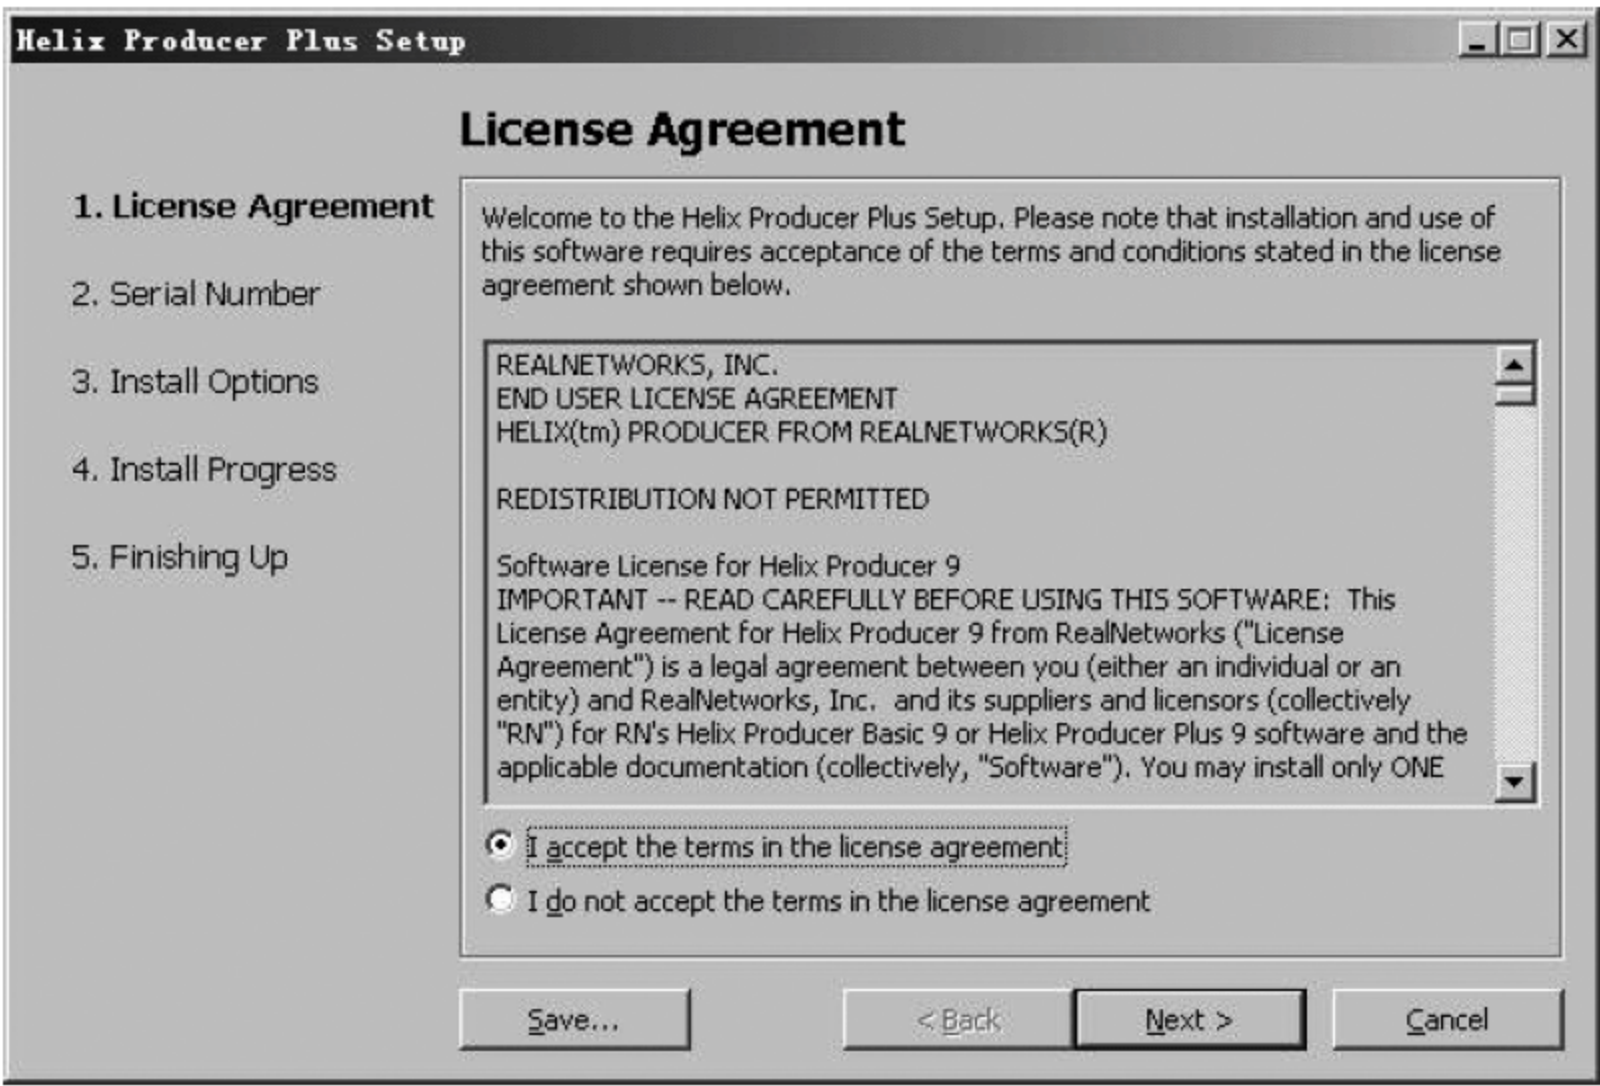 Helix Producer Plus Setup
License Agreement
1. License Agreement
2. Serial Number
3. Install Options
4. Install Progress
5. Finishing Up
Welcome to the Helix Producer Plus Setup. Please note that installation and use of
this software requires acceptance of the terms and conditions stated in the license
agreement shown below.
REALNETWORKS, INC.
END USER LICENSE AGREEMENT
HELIX(tm) PRODUCER FROM REALNETWORKS(R)
REDISTRIBUTION NOT PERMITTED
Software License for Helix Producer 9
IMPORTANT -- READ CAREFULLY BEFORE USING THIS SOFTWARE:  This
License Agreement for Helix Producer 9 from RealNetworks ("License
Agreement") is a legal agreement between you (either an individual or an
entity) and RealNetworks, Inc.  and its suppliers and licensors (collectively
"RN") for RN's Helix Producer Basic 9 or Helix Producer Plus 9 software and the
applicable documentation (collectively, "Software"). You may install only ONE
I accept the terms in the license agreement
I do not accept the terms in the license agreement
Save...
< Back
Next >
Cancel